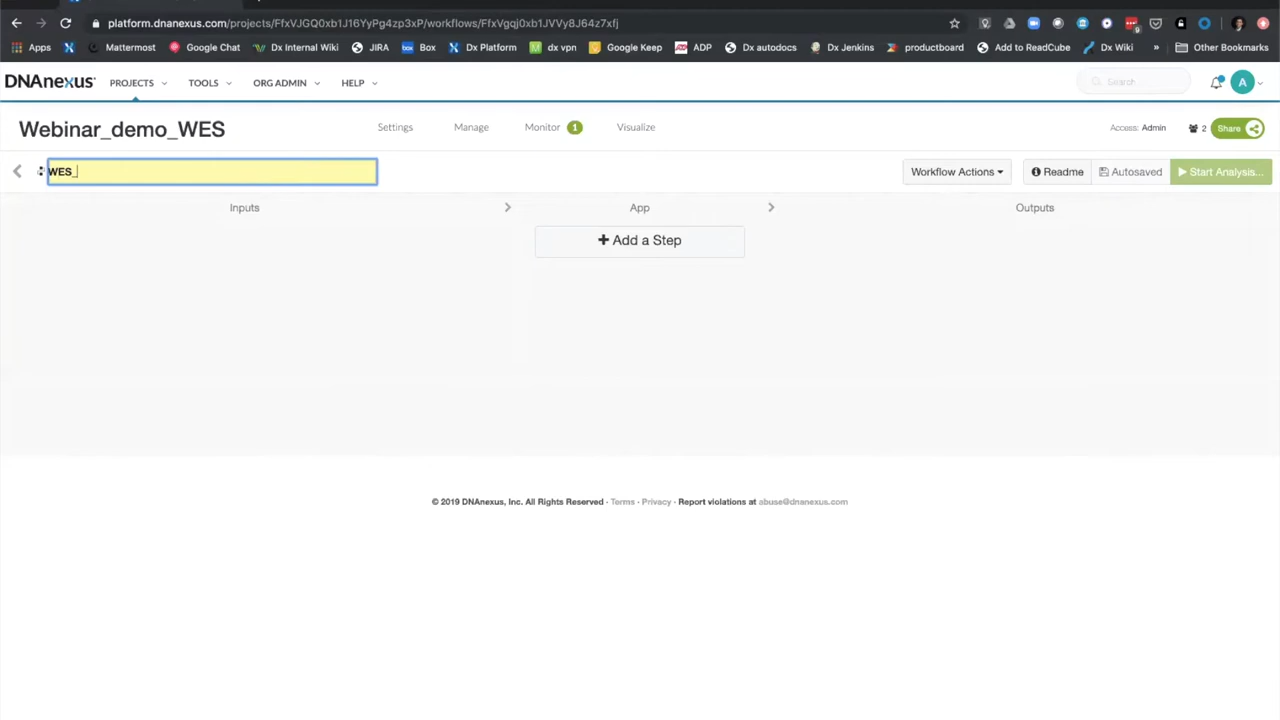 platform.dnanexus.com/projects/FfxVJGQ0xb1J16YyPg4zp3xP/workflows/FfxVgqj0xb1JVVy8J64z7xfj
Apps Mattermost Google Chat Dx Internal Wiki JIRA box Box Dx Platform dx vpn Google Keep ADP Dx autodocs Dx Jenkins productboard Add to ReadCube Dx Wiki » Other Bookmarks
DNAnexus PROJECTS TOOLS ORG ADMIN HELP Search A
Webinar_demo_WES Settings Manage Monitor 1 Visualize Access: Admin 2 Share
WES_ Workflow Actions Readme Autosaved Start Analysis...
Inputs App Outputs
+ Add a Step
© 2019 DNAnexus, Inc. All Rights Reserved · Terms · Privacy · Report violations at abuse@dnanexus.com